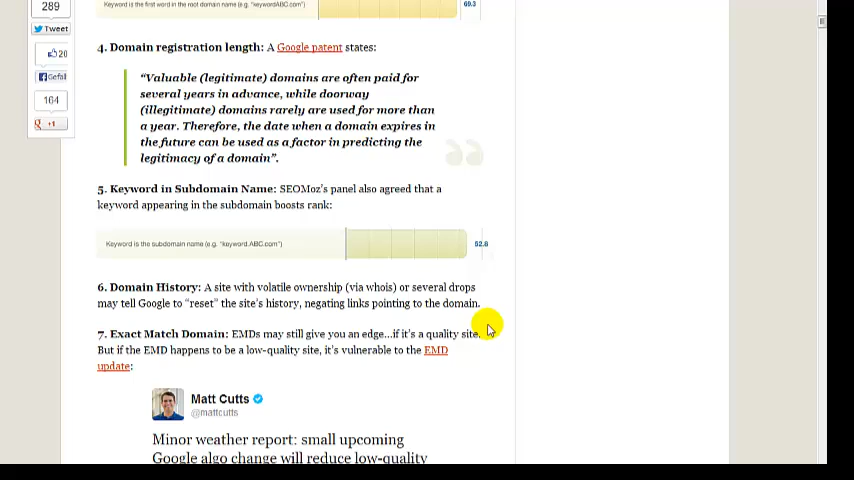 289
Tweet
20
Gefäll
164
+1
Keyword is the first word in the root domain name (e.g. "keywordABC.com")
69.3
4. Domain registration length: A Google patent states:
“Valuable (legitimate) domains are often paid for
several years in advance, while doorway
(illegitimate) domains rarely are used for more than
a year. Therefore, the date when a domain expires in
the future can be used as a factor in predicting the
legitimacy of a domain”.
5. Keyword in Subdomain Name: SEOMoz’s panel also agreed that a
keyword appearing in the subdomain boosts rank:
Keyword is the subdomain name (e.g. "keyword.ABC.com")
52.8
6. Domain History: A site with volatile ownership (via whois) or several drops
may tell Google to “reset” the site’s history, negating links pointing to the domain.
7. Exact Match Domain: EMDs may still give you an edge...if it’s a quality site.
But if the EMD happens to be a low-quality site, it’s vulnerable to the EMD
update:
Matt Cutts
@mattcutts
Minor weather report: small upcoming
Google algo change will reduce low-quality